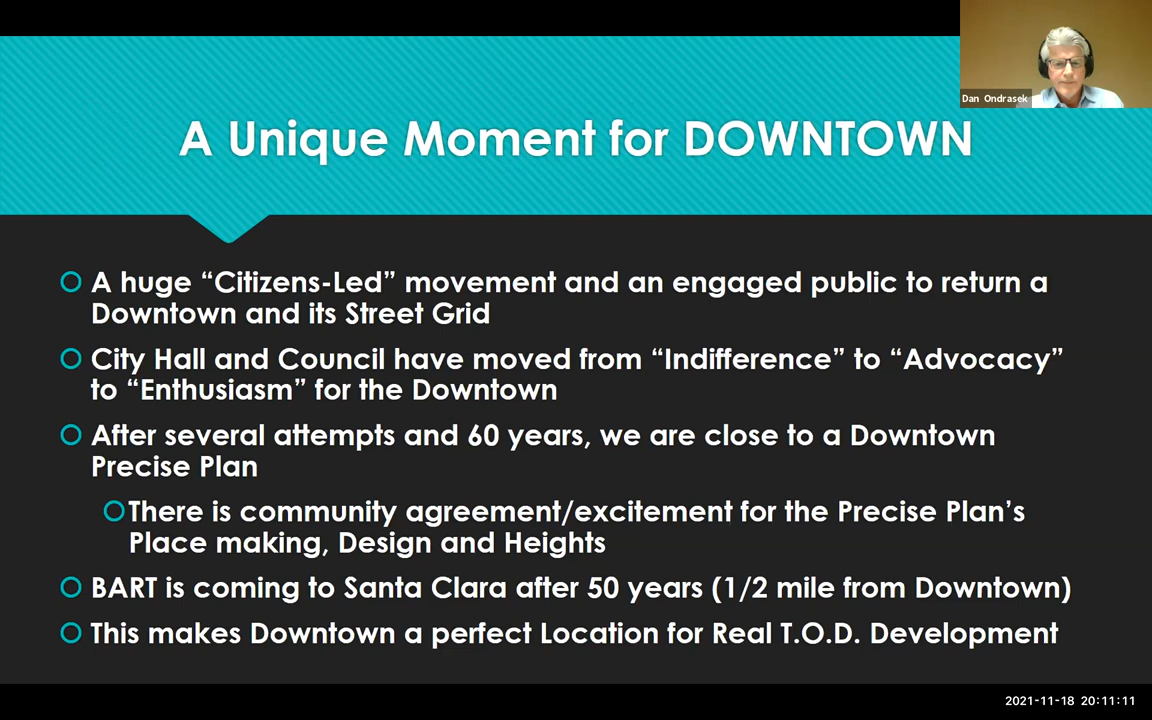 Dan Ondrasek
A Unique Moment for DOWNTOWN
A huge “Citizens-Led” movement and an engaged public to return a
Downtown and its Street Grid
City Hall and Council have moved from “Indifference” to “Advocacy”
to “Enthusiasm” for the Downtown
After several attempts and 60 years, we are close to a Downtown
Precise Plan
There is community agreement/excitement for the Precise Plan’s
Place making, Design and Heights
BART is coming to Santa Clara after 50 years (1/2 mile from Downtown)
This makes Downtown a perfect Location for Real T.O.D. Development
2021-11-18 20:11:11